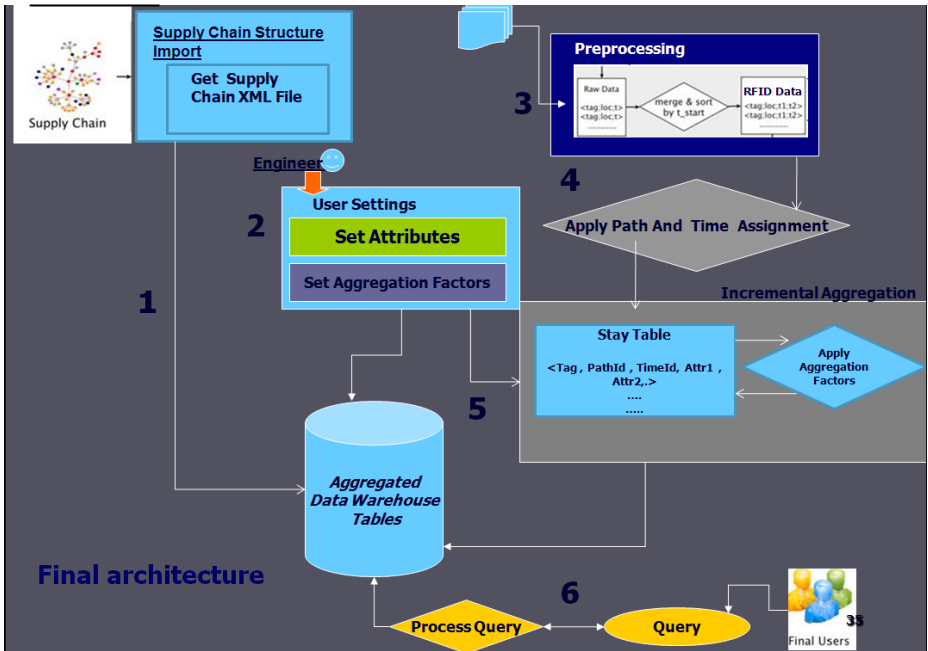 Supply Chain Structure
Import
Get Supply
Chain XML File
Supply Chain
Engineer
1
2
User Settings
Set Attributes
Set Aggregation Factors
3
Preprocessing
Raw Data
<tag;loc,t>
<tag;loc,t>
............
merge & sort
by t_start
RFID Data
<tag;loc;t1;t2>
<tag;loc;t1;t2>
...........
4
Apply Path And Time Assignment
Incremental Aggregation
Stay Table
<Tag , PathId , TimeId, Attr1 ,
Attr2,.>
....
.....
Apply
Aggregation
Factors
5
Aggregated
Data Warehouse
Tables
Final architecture
6
Process Query
Query
35
Final Users